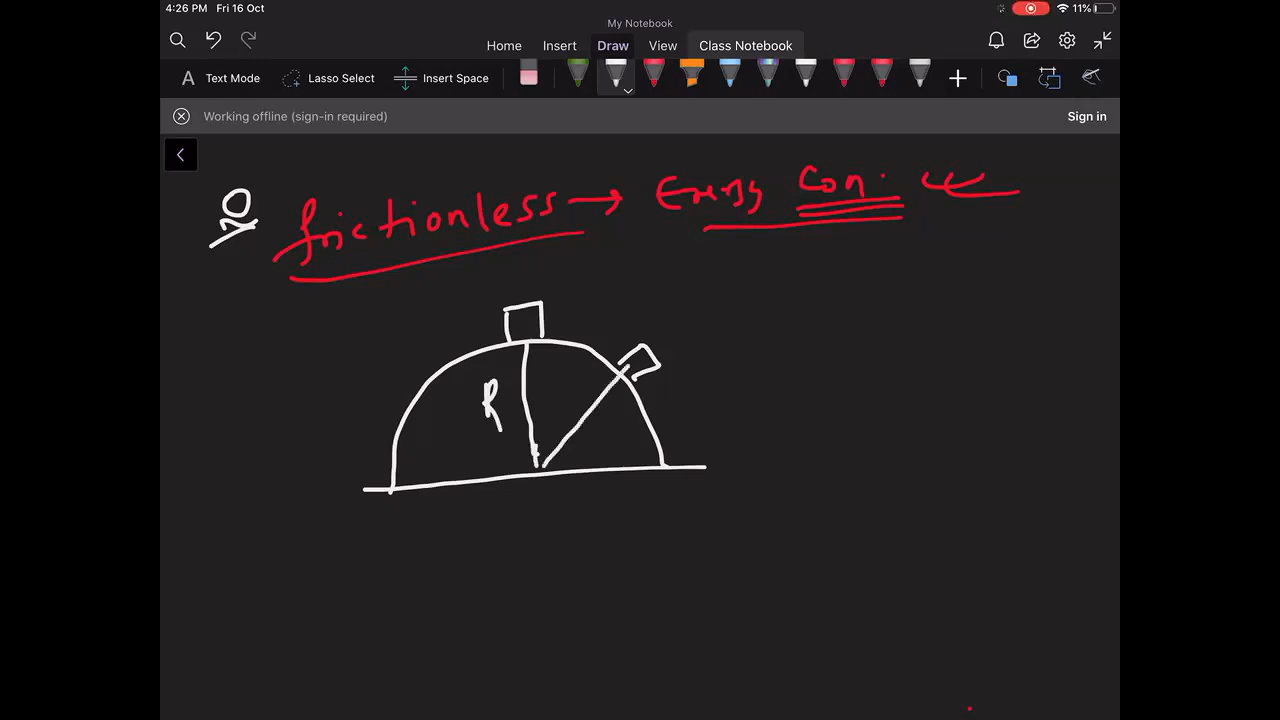 4:26 PM Fri 16 Oct
11%
My Notebook
Home Insert Draw View Class Notebook
Text Mode Lasso Select Insert Space
Working offline (sign-in required) Sign in
Q frictionless → Energy Con.
R